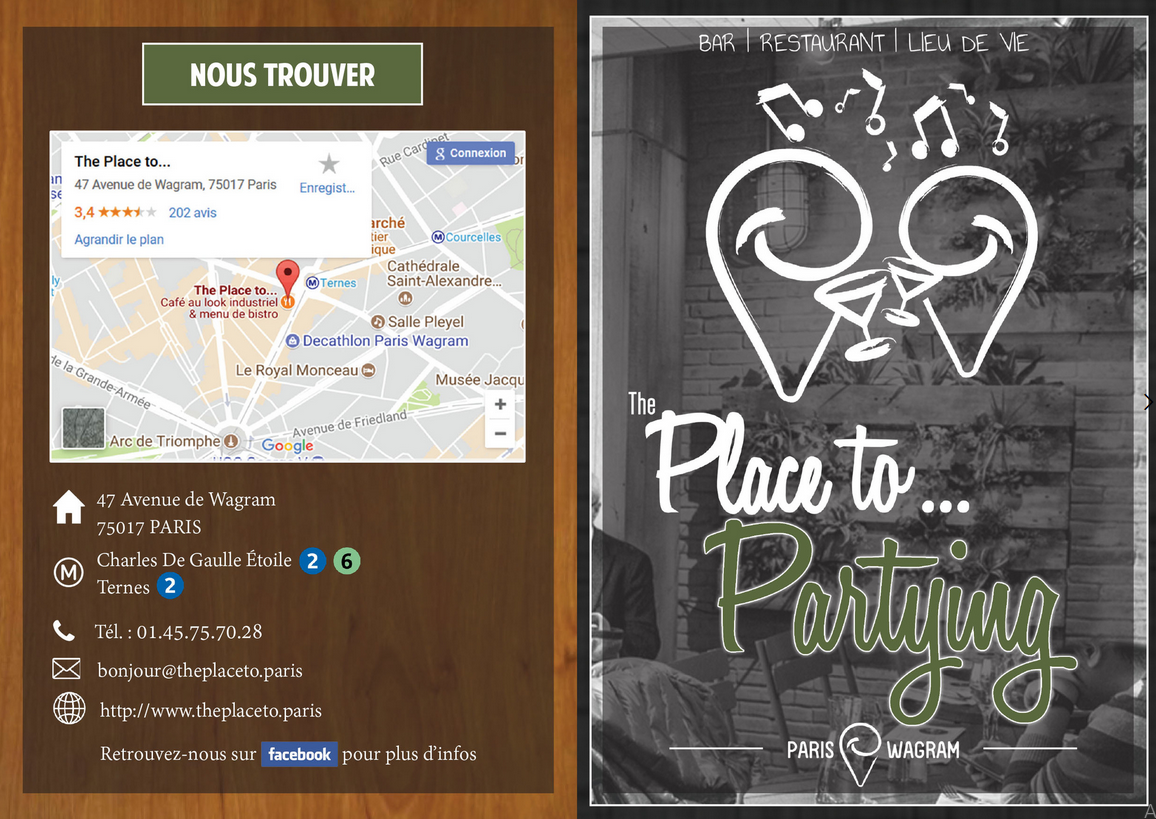 NOUS TROUVER
The Place to...
47 Avenue de Wagram, 75017 Paris
Enregist...
3,4
202 avis
Agrandir le plan
Rue Cardinet
Connexion
Courcelles
Cathédrale
Saint-Alexandre...
Ternes
The Place to...
Café au look industriel
& menu de bistro
Salle Pleyel
Decathlon Paris Wagram
Le Royal Monceau
Musée Jacqu
de la Grande-Armée
Avenue de Friedland
Arc de Triomphe
Google
+
−
47 Avenue de Wagram
75017 PARIS
M Charles De Gaulle Étoile 2 6
Ternes 2
Tél. : 01.45.75.70.28
bonjour@theplaceto.paris
http://www.theplaceto.paris
Retrouvez-nous sur facebook pour plus d'infos
BAR | RESTAURANT | LIEU DE VIE
The
Place to...
Partying
PARIS WAGRAM